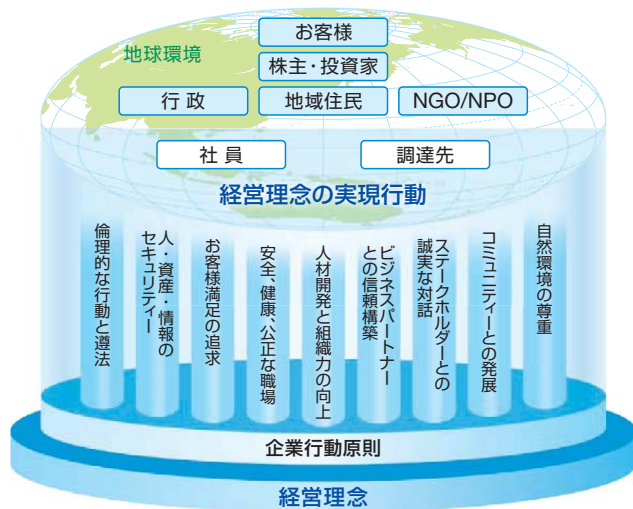 お客様
地球環境
株主・投資家
行政
地域住民
NGO/NPO
社員
調達先
経営理念の実現行動
倫理的な行動と遵法
人・資産・情報の
セキュリティー
お客様満足の追求
安全、健康、公正な職場
人材開発と組織力の向上
ビジネスパートナー
との信頼構築
ステークホルダーとの
誠実な対話
コミュニティーとの発展
自然環境の尊重
企業行動原則
経営理念